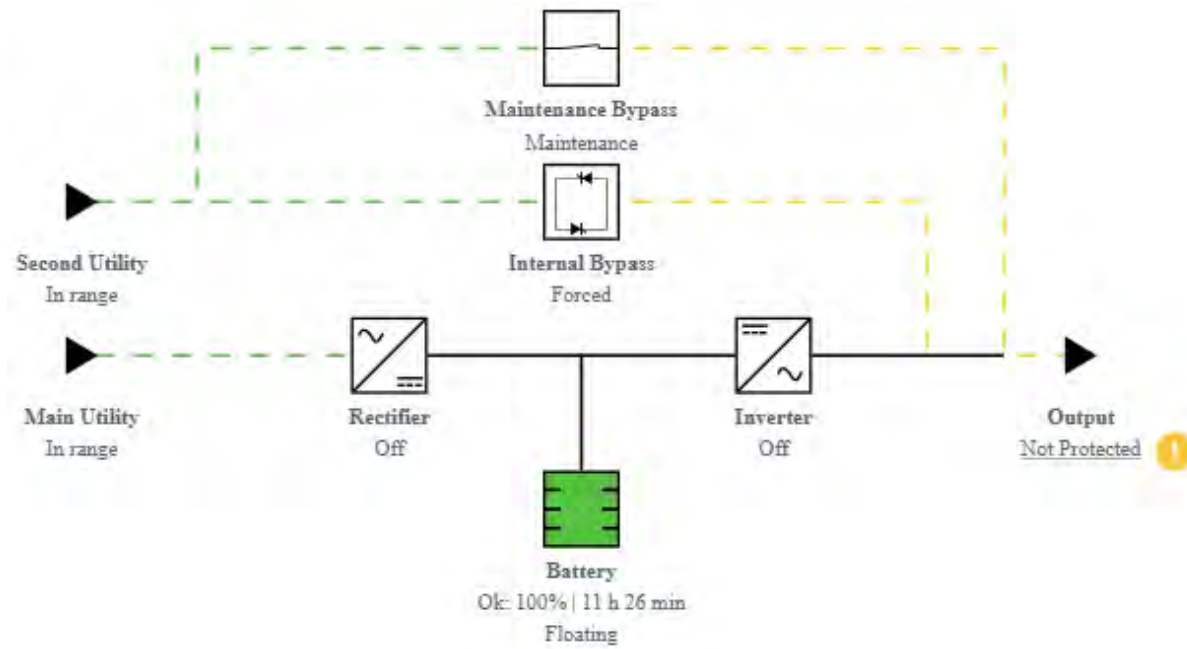 Maintenance Bypass
Maintenance
Second Utility
In range
Internal Bypass
Forced
Main Utility
In range
Rectifier
Off
Inverter
Off
Output
Not Protected
Battery
Ok: 100% | 11 h 26 min
Floating